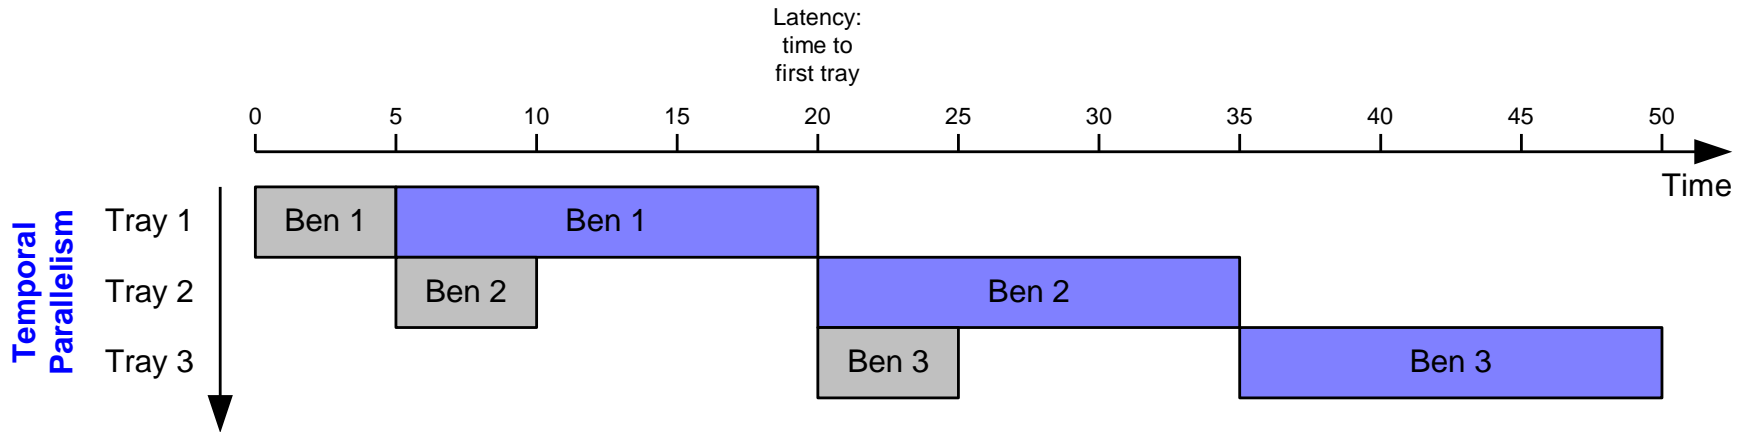 Latency:
time to
first tray
0 5 10 15 20 25 30 35 40 45 50
Time
Temporal
Parallelism
Tray 1 Ben 1 Ben 1
Tray 2 Ben 2 Ben 2
Tray 3 Ben 3 Ben 3